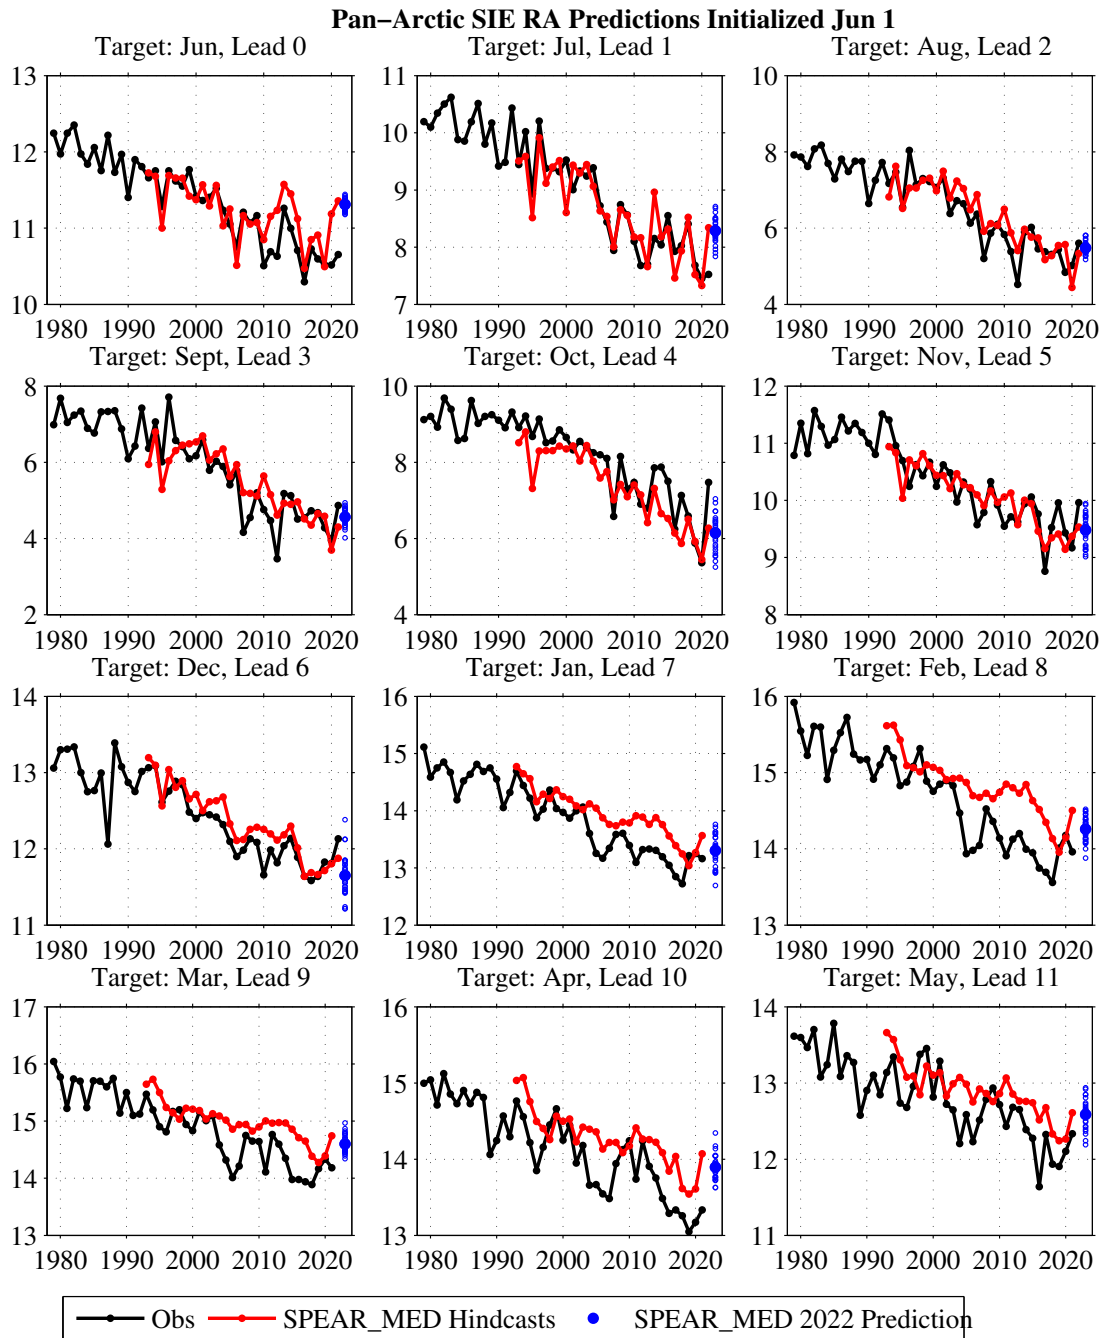 Pan−Arctic SIE RA Predictions Initialized Jun 1
Target: Jun, Lead 0
13
12
11
10
1980 1990 2000 2010 2020
Target: Jul, Lead 1
11
10
9
8
7
1980 1990 2000 2010 2020
Target: Aug, Lead 2
10
8
6
4
1980 1990 2000 2010 2020
Target: Sept, Lead 3
8
6
4
2
1980 1990 2000 2010 2020
Target: Oct, Lead 4
10
8
6
4
1980 1990 2000 2010 2020
Target: Nov, Lead 5
12
11
10
9
8
1980 1990 2000 2010 2020
Target: Dec, Lead 6
14
13
12
11
1980 1990 2000 2010 2020
Target: Jan, Lead 7
16
15
14
13
12
1980 1990 2000 2010 2020
Target: Feb, Lead 8
16
15
14
13
1980 1990 2000 2010 2020
Target: Mar, Lead 9
17
16
15
14
13
1980 1990 2000 2010 2020
Target: Apr, Lead 10
16
15
14
13
1980 1990 2000 2010 2020
Target: May, Lead 11
14
13
12
11
1980 1990 2000 2010 2020
Obs SPEAR_MED Hindcasts SPEAR_MED 2022 Prediction